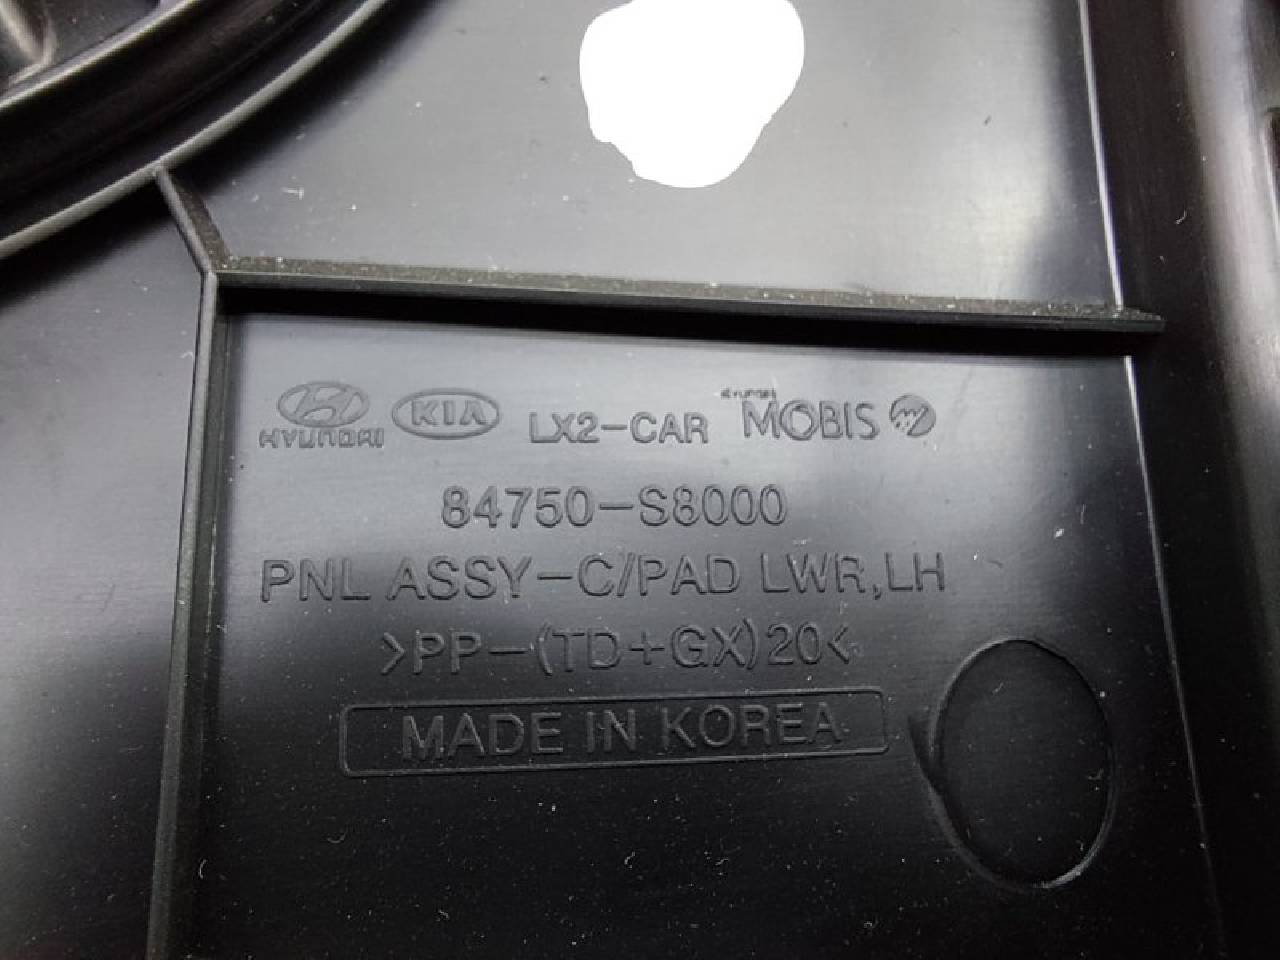 HYUNDAI KIA LX2-CAR HYUNDAI MOBIS
84750-S8000
PNL ASSY-C/PAD LWR,LH
>PP-(TD+GX)20<
MADE IN KOREA